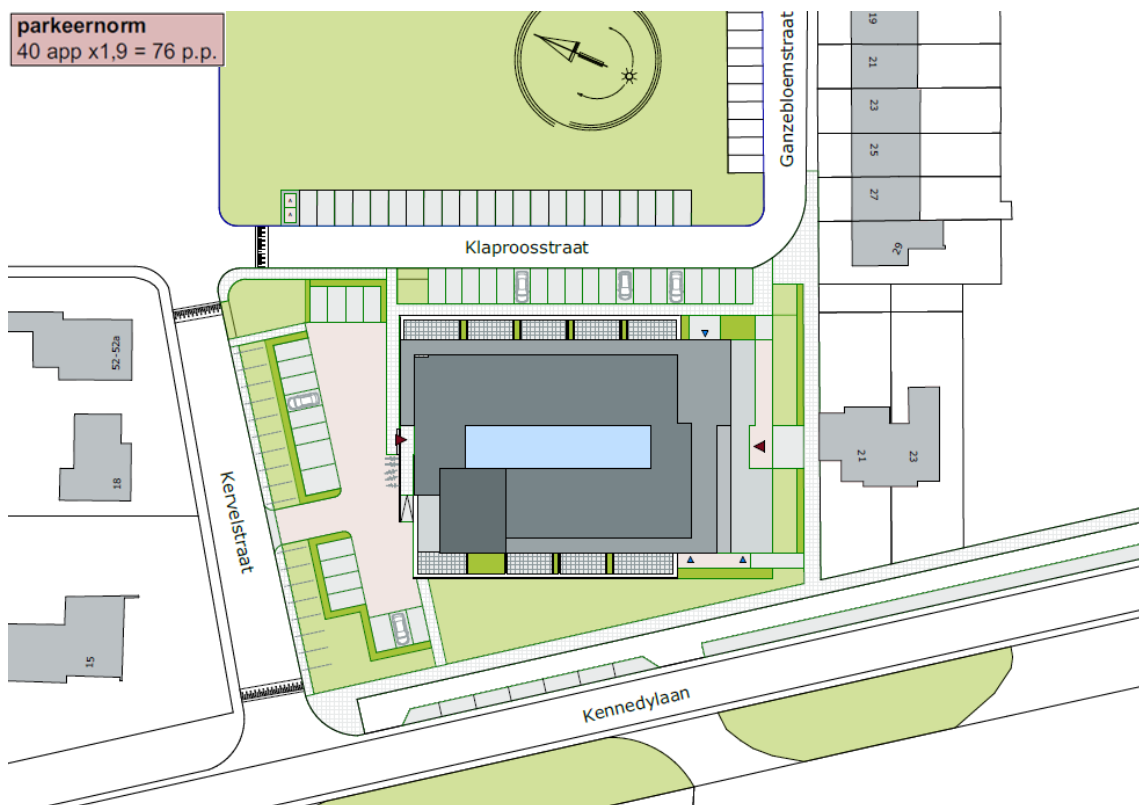 parkeernorm
40 app x1,9 = 76 p.p.
Ganzebloemstraat
19
21
23
25
27
29
Klaproosstraat
52-52a
18
Kervelstraat
15
21
23
Kennedylaan